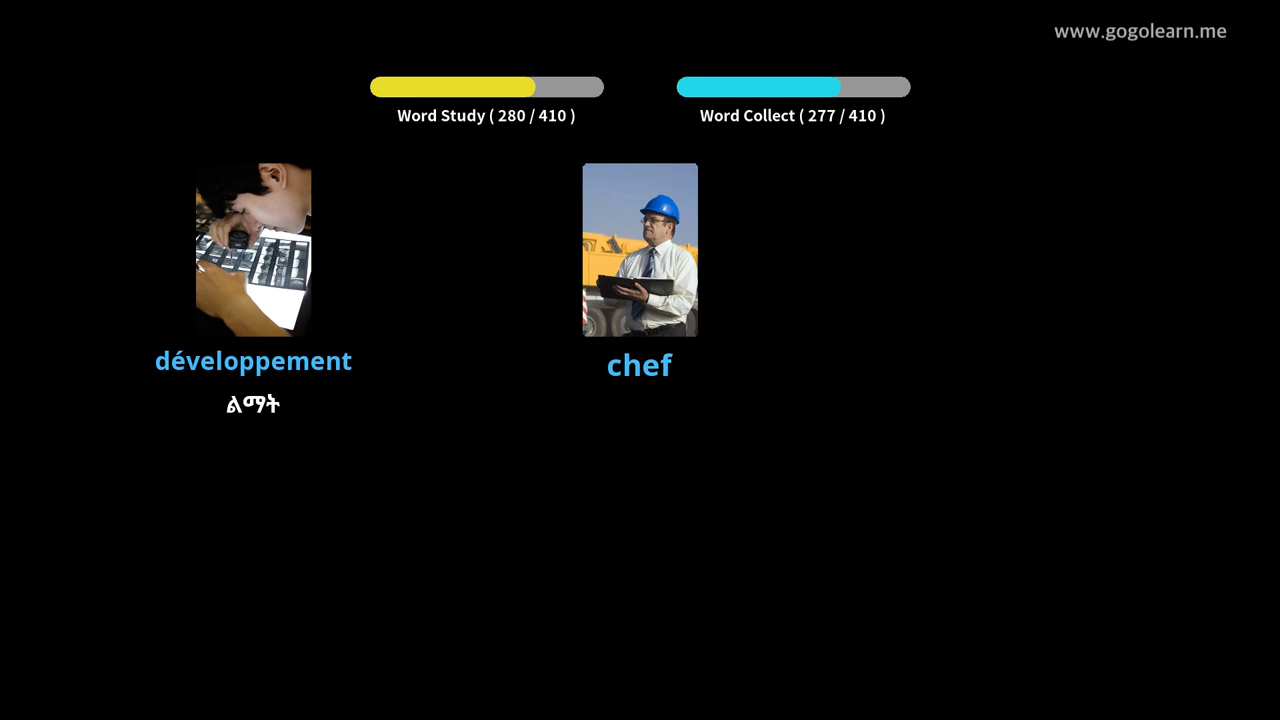 www.gogolearn.me
Word Study ( 280 / 410 )
Word Collect ( 277 / 410 )
développement
ልማት
chef